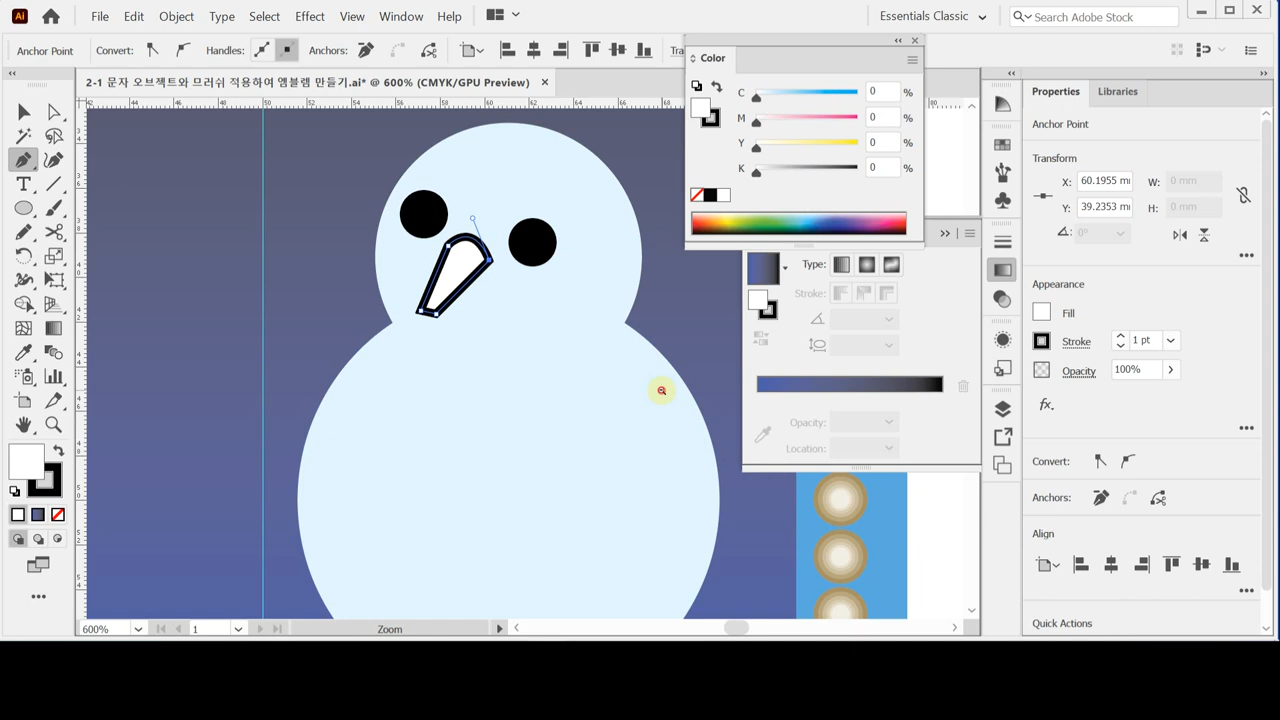 Ai File Edit Object Type Select Effect View Window Help Essentials Classic Search Adobe Stock
Anchor Point Convert: Handles: Anchors:
2-1 문자 오브젝트와 브러쉬 적용하여 엠블렘 만들기.ai* @ 600% (CMYK/GPU Preview)
Color
C 0 %
M 0 %
Y 0 %
K 0 %
Type:
Stroke:
Opacity:
Location:
Properties Libraries
Anchor Point
Transform
X: 60.1955 W: 0 mm
Y: 39.2353 H: 0 mm
0°
Appearance
Fill
Stroke 1 pt
Opacity 100%
fx
Convert:
Anchors:
Align
Quick Actions
600% 1 Zoom